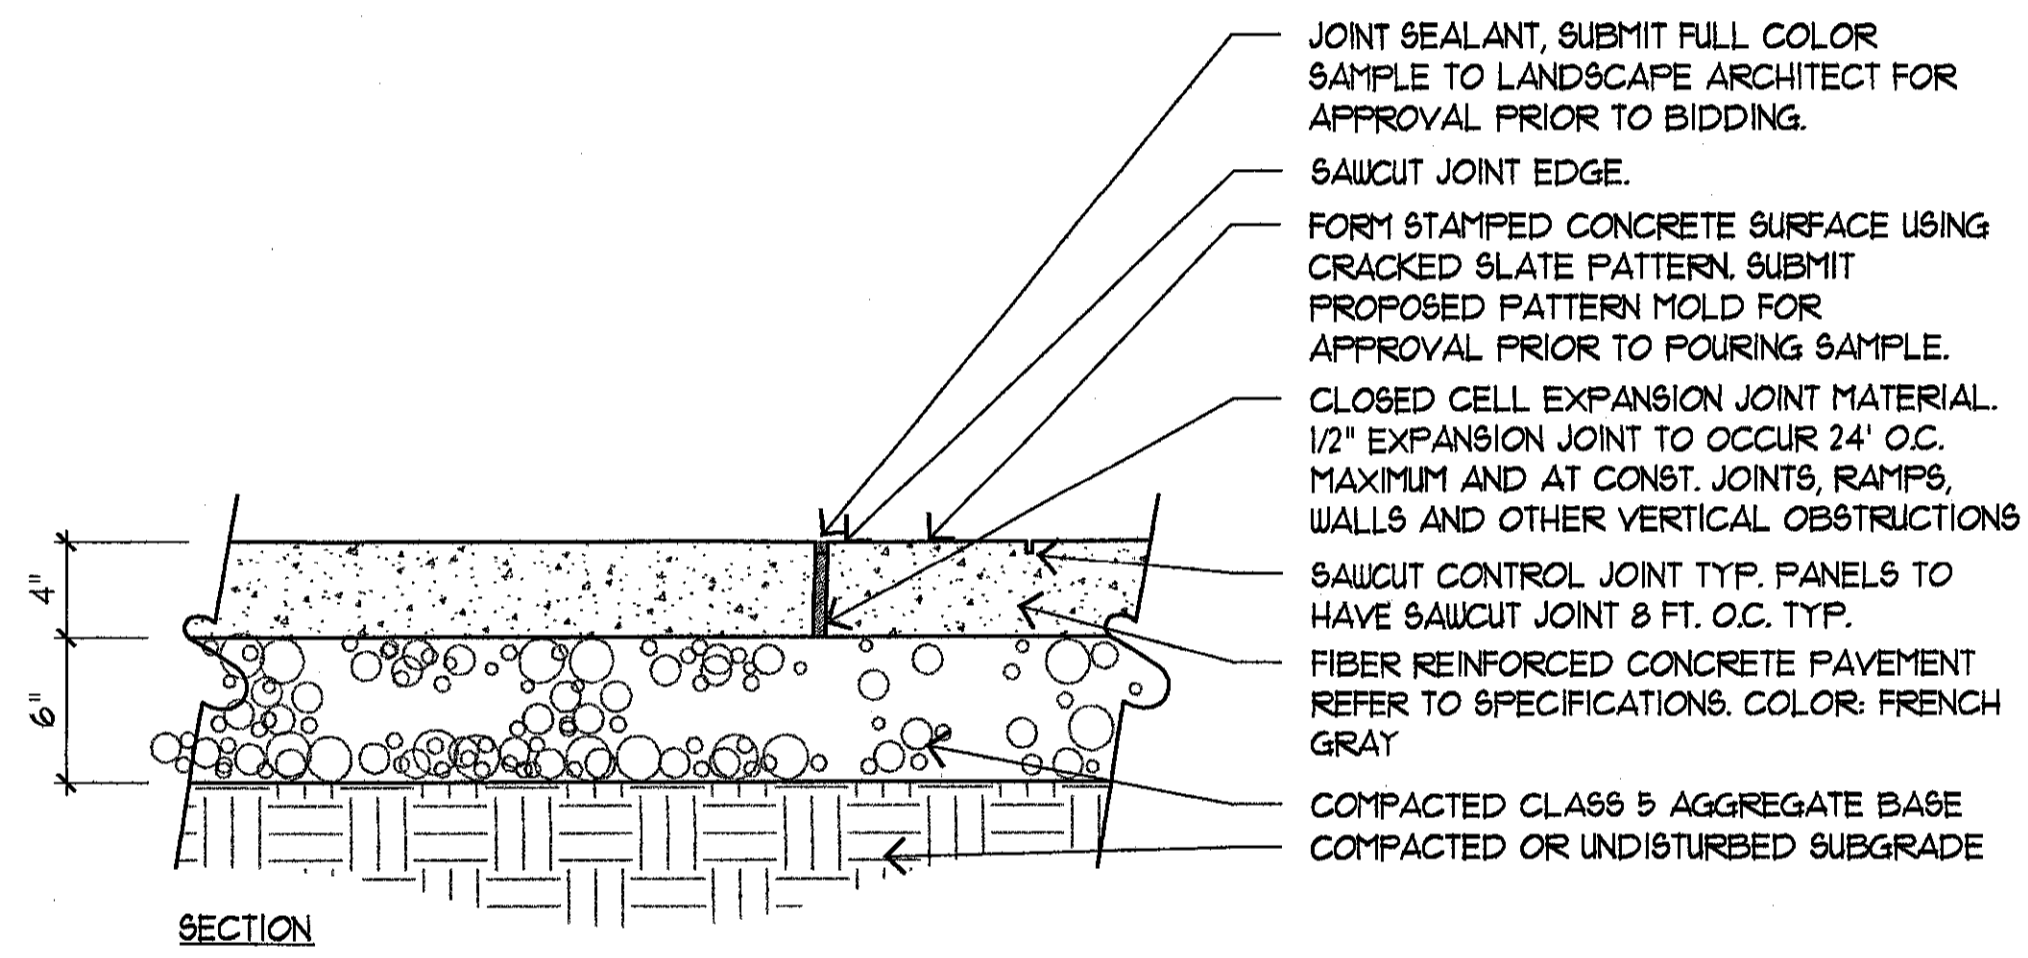 JOINT SEALANT, SUBMIT FULL COLOR
SAMPLE TO LANDSCAPE ARCHITECT FOR
APPROVAL PRIOR TO BIDDING.
SAWCUT JOINT EDGE.
FORM STAMPED CONCRETE SURFACE USING
CRACKED SLATE PATTERN. SUBMIT
PROPOSED PATTERN MOLD FOR
APPROVAL PRIOR TO POURING SAMPLE.
CLOSED CELL EXPANSION JOINT MATERIAL.
1/2" EXPANSION JOINT TO OCCUR 24' O.C.
MAXIMUM AND AT CONST. JOINTS, RAMPS,
WALLS AND OTHER VERTICAL OBSTRUCTIONS
SAWCUT CONTROL JOINT TYP. PANELS TO
HAVE SAWCUT JOINT 8 FT. O.C. TYP.
FIBER REINFORCED CONCRETE PAVEMENT
REFER TO SPECIFICATIONS. COLOR: FRENCH
GRAY
COMPACTED CLASS 5 AGGREGATE BASE
COMPACTED OR UNDISTURBED SUBGRADE
4"
6"
SECTION